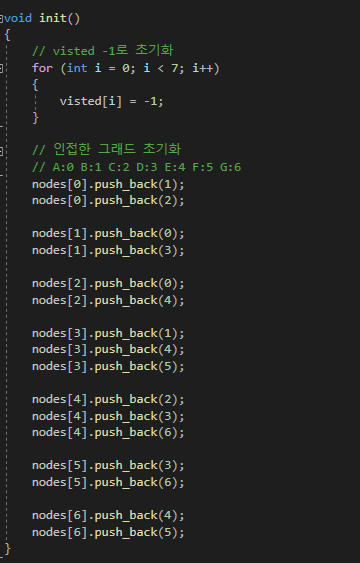 void init()
{
// visted -1로 초기화
for (int i = 0; i < 7; i++)
{
visted[i] = -1;
}
// 인접한 그래드 초기화
// A:0 B:1 C:2 D:3 E:4 F:5 G:6
nodes[0].push_back(1);
nodes[0].push_back(2);
nodes[1].push_back(0);
nodes[1].push_back(3);
nodes[2].push_back(0);
nodes[2].push_back(4);
nodes[3].push_back(1);
nodes[3].push_back(4);
nodes[3].push_back(5);
nodes[4].push_back(2);
nodes[4].push_back(3);
nodes[4].push_back(6);
nodes[5].push_back(3);
nodes[5].push_back(6);
nodes[6].push_back(4);
nodes[6].push_back(5);
}